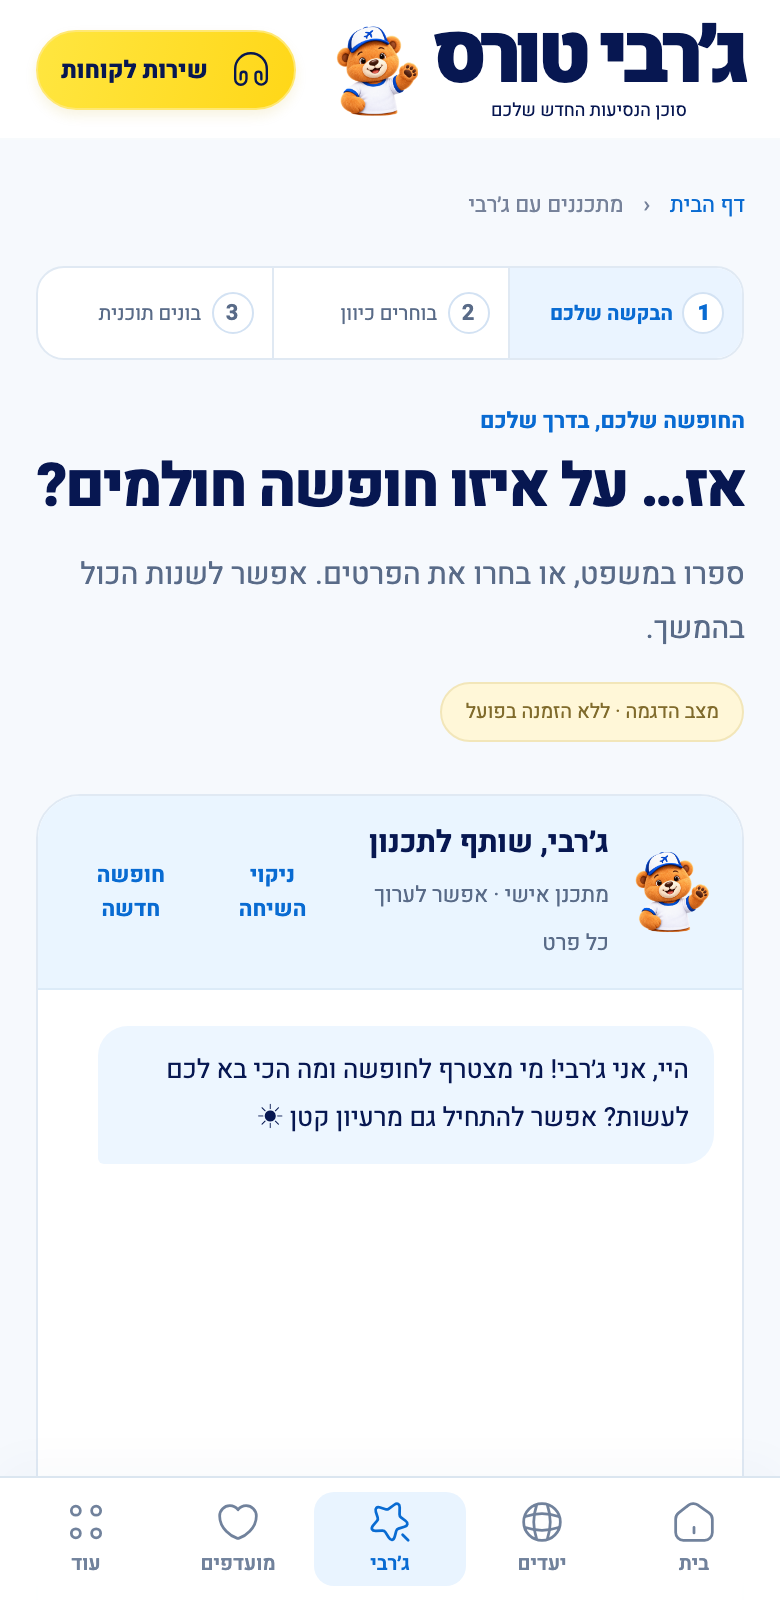 ג׳רבי טורס
סוכן הנסיעות החדש שלכם
שירות לקוחות
דף הבית › מתכננים עם ג׳רבי
1 הבקשה שלכם
2 בוחרים כיוון
3 בונים תוכנית
החופשה שלכם, בדרך שלכם
אז... על איזו חופשה חולמים?
ספרו במשפט, או בחרו את הפרטים. אפשר לשנות הכול
בהמשך.
מצב הדגמה · ללא הזמנה בפועל
ג׳רבי, שותף לתכנון
מתכנן אישי · אפשר לערוך
כל פרט
ניקוי
השיחה
חופשה
חדשה
היי, אני ג׳רבי! מי מצטרף לחופשה ומה הכי בא לכם
לעשות? אפשר להתחיל גם מרעיון קטן ☀
בית
יעדים
ג׳רבי
מועדפים
עוד